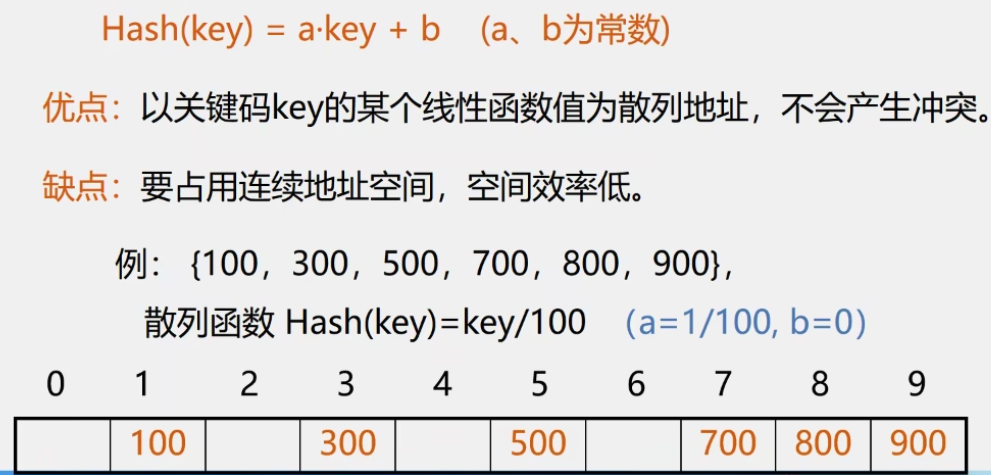 Hash(key) = a·key + b (a、b为常数)
优点：以关键码key的某个线性函数值为散列地址，不会产生冲突。
缺点：要占用连续地址空间，空间效率低。
例： {100，300，500，700，800，900}，
散列函数 Hash(key)=key/100 （a=1/100, b=0）
0 1 2 3 4 5 6 7 8 9
100 300 500 700 800 900